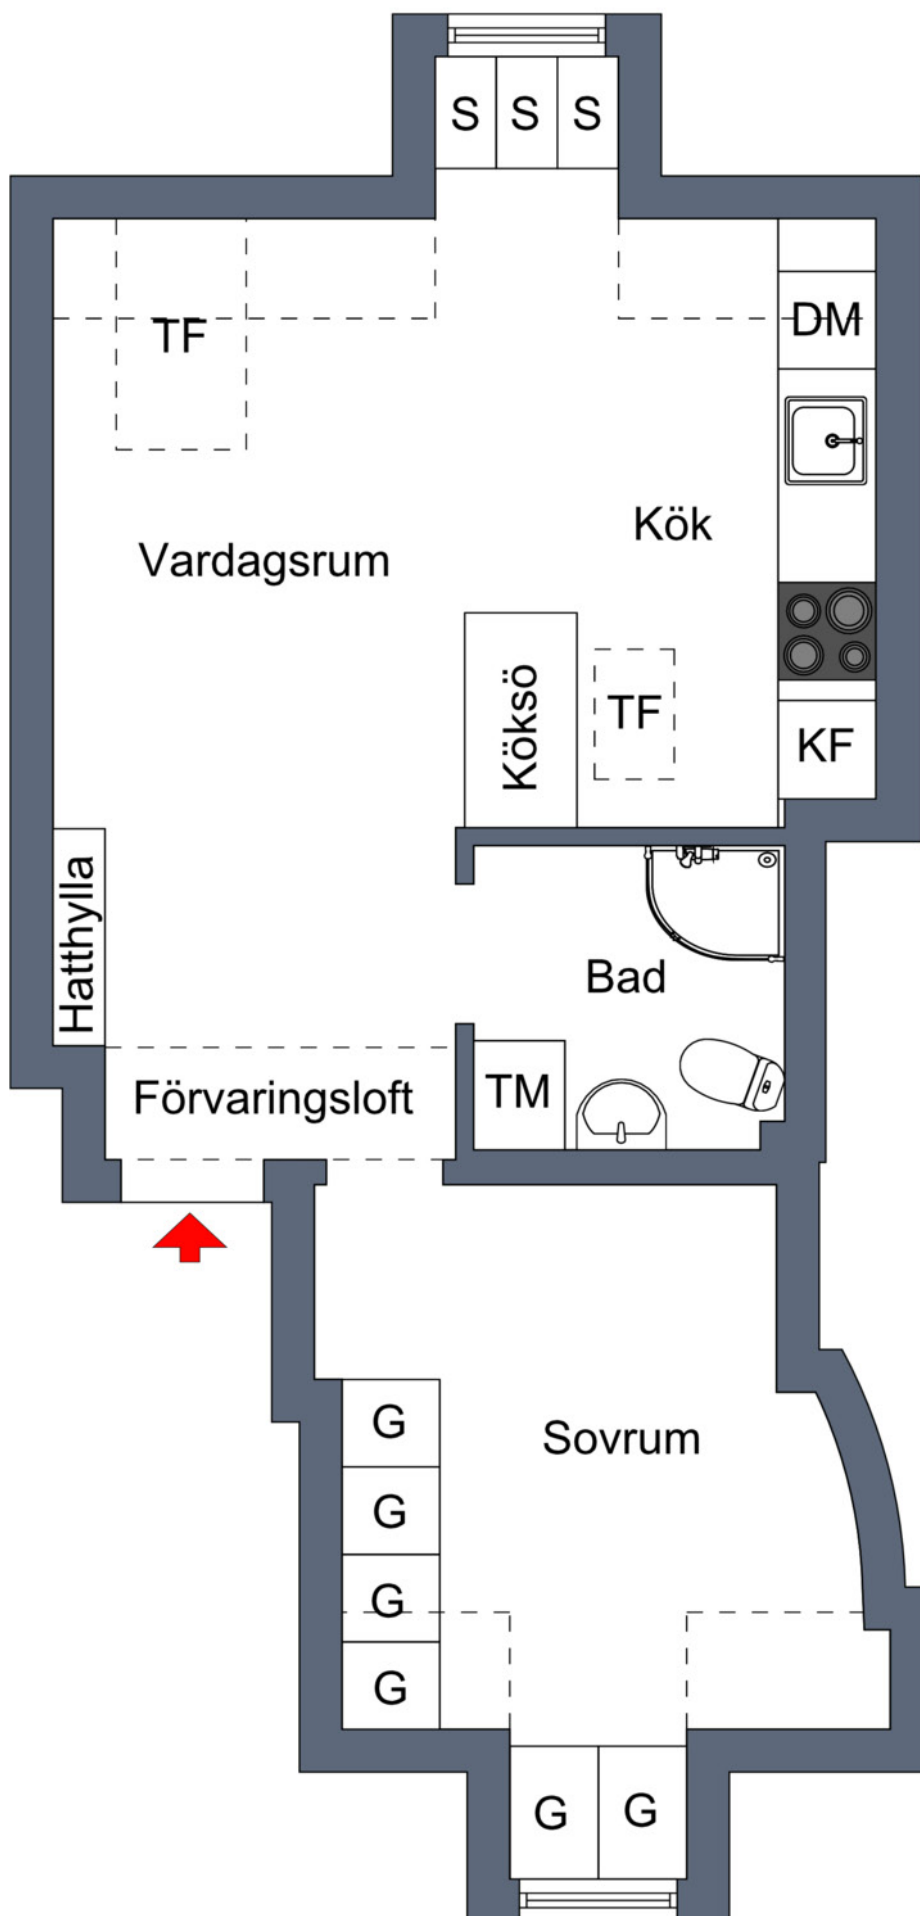 S S S
TF
DM
Kök
Vardagsrum
Köksö
TF
KF
Hatthylla
Bad
TM
Förvaringsloft
G
Sovrum
G
G
G
G G